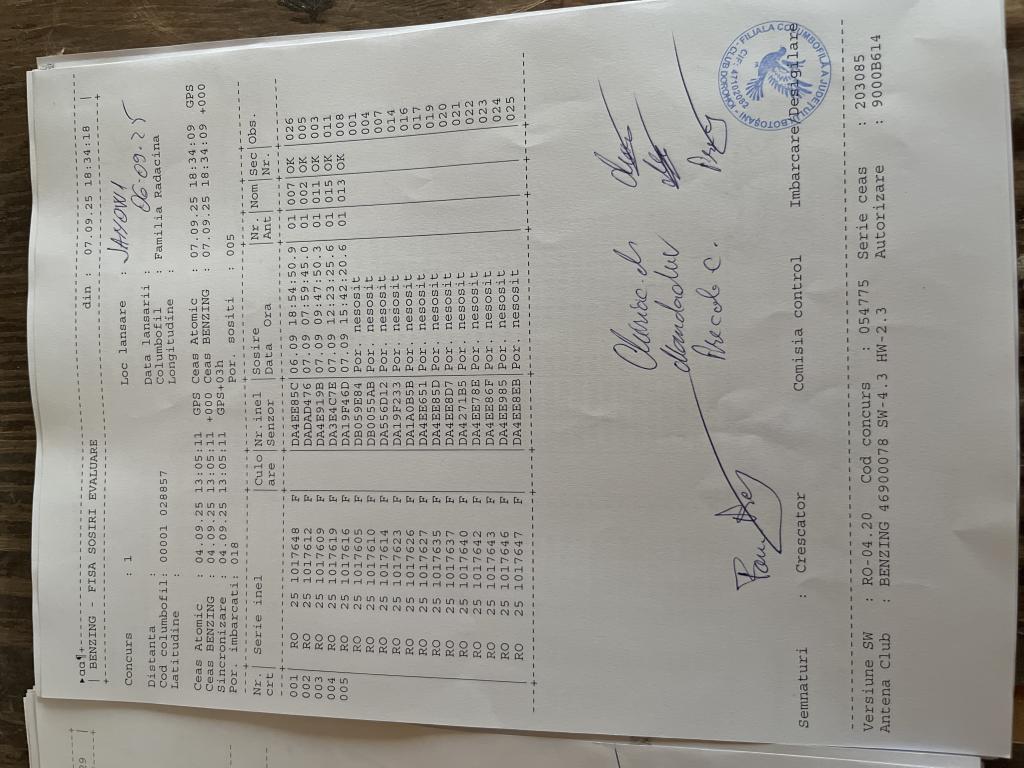 ▸aa¶+
| BENZING - FISA SOSIRI EVALUARE din : 07.09.25 18:34:18 |
Concurs : 1 Loc lansare : JANOW 1
Distanta : Data lansarii : 06.09.25
Cod columbofil: 00001 028857 Columbofil : Familia Radacina
Latitudine : Longitudine :
Ceas Atomic : 04.09.25 13:05:11 GPS Ceas Atomic : 07.09.25 18:34:09 GPS
Ceas BENZING : 04.09.25 13:05:11 +000 Ceas BENZING : 07.09.25 18:34:09 +000
Sincronizare : 04.09.25 13:05:11 GPS+03h
Por. imbarcati: 018 Por. sositi : 005
Nr.| Serie inel |Culo|Nr.inel |Sosire |Nr. |Nom|Sec|Obs.
crt| |are |Senzor |Data Ora |Ant | |Nr.|
001 RO 25 1017648 F DA4EE85C 06.09 18:54:50.9 01 007 OK 026
002 RO 25 1017612 F DADAD476 07.09 07:59:45.0 01 002 OK 005
003 RO 25 1017609 F DA4E919B 07.09 09:47:50.3 01 011 OK 003
004 RO 25 1017619 F DA3E4C7E 07.09 12:23:25.6 01 015 OK 011
005 RO 25 1017616 F DA19F46D 07.09 15:42:20.6 01 013 OK 008
RO 25 1017605 F DB059E84 Por. nesosit 001
RO 25 1017610 F DB0055AB Por. nesosit 004
RO 25 1017614 F DA556D12 Por. nesosit
RO 25 1017623 F DA19F233 Por. nesosit 014
RO 25 1017626 F DA1A0B5B Por. nesosit 016
RO 25 1017627 F DA4EE651 Por. nesosit 017
RO 25 1017635 F DA4EE85D Por. nesosit 019
RO 25 1017637 F DA4EE8D7 Por. nesosit 020
RO 25 1017640 F DA4271B5 Por. nesosit 021
RO 25 1017642 F DA4EE78E Por. nesosit 022
RO 25 1017643 F DA4EE86F Por. nesosit 023
RO 25 1017646 F DA4EE985 Por. nesosit 024
RO 25 1017647 F DA4EE8EB Por. nesosit 025
Semnaturi : Crescator Comisia control Imbarcare/Desigilare
FILIALA COLUMBOFILA A JUDETULUI BOTOSANI
CLUB DOROHOI
Versiune SW : RO-04.20 Cod concurs : 054775 Serie ceas : 203085
Antena Club : BENZING 46900078 SW-4.3 HW-2.3 Autorizare : 9000B614